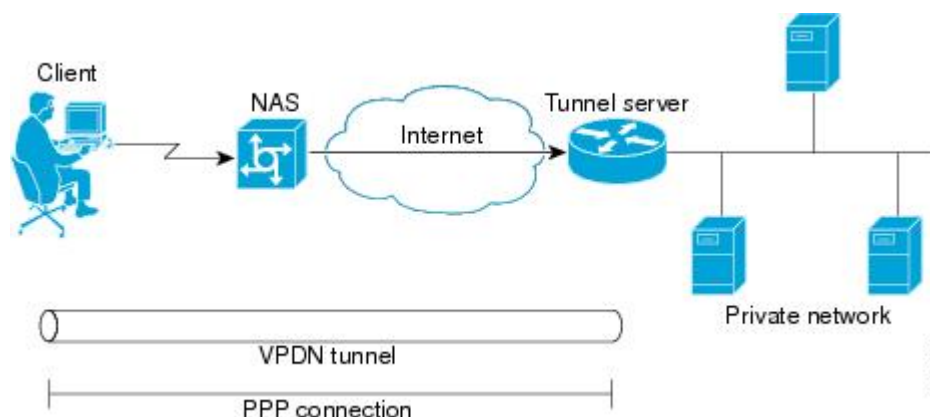 Client
NAS
Internet
Tunnel server
Private network
VPDN tunnel
PPP connection